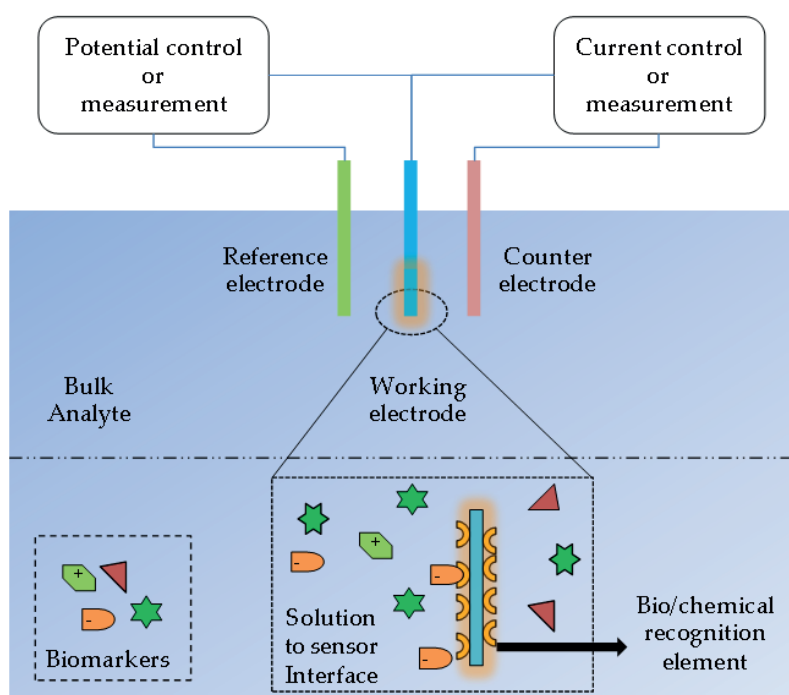 Potential control
or
measurement
Current control
or
measurement
Reference
electrode
Counter
electrode
Bulk
Analyte
Working
electrode
+
-
Biomarkers
+
-
-
-
Solution
to sensor
Interface
Bio/chemical
recognition
element